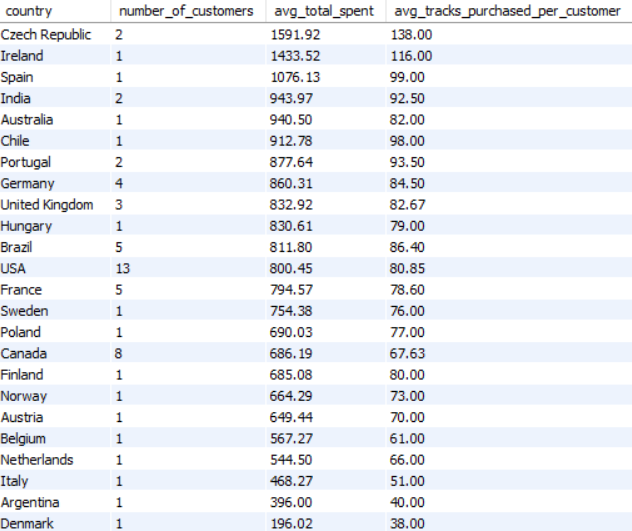 country number_of_customers avg_total_spent avg_tracks_purchased_per_customer
Czech Republic 2 1591.92 138.00
Ireland 1 1433.52 116.00
Spain 1 1076.13 99.00
India 2 943.97 92.50
Australia 1 940.50 82.00
Chile 1 912.78 98.00
Portugal 2 877.64 93.50
Germany 4 860.31 84.50
United Kingdom 3 832.92 82.67
Hungary 1 830.61 79.00
Brazil 5 811.80 86.40
USA 13 800.45 80.85
France 5 794.57 78.60
Sweden 1 754.38 76.00
Poland 1 690.03 77.00
Canada 8 686.19 67.63
Finland 1 685.08 80.00
Norway 1 664.29 73.00
Austria 1 649.44 70.00
Belgium 1 567.27 61.00
Netherlands 1 544.50 66.00
Italy 1 468.27 51.00
Argentina 1 396.00 40.00
Denmark 1 196.02 38.00